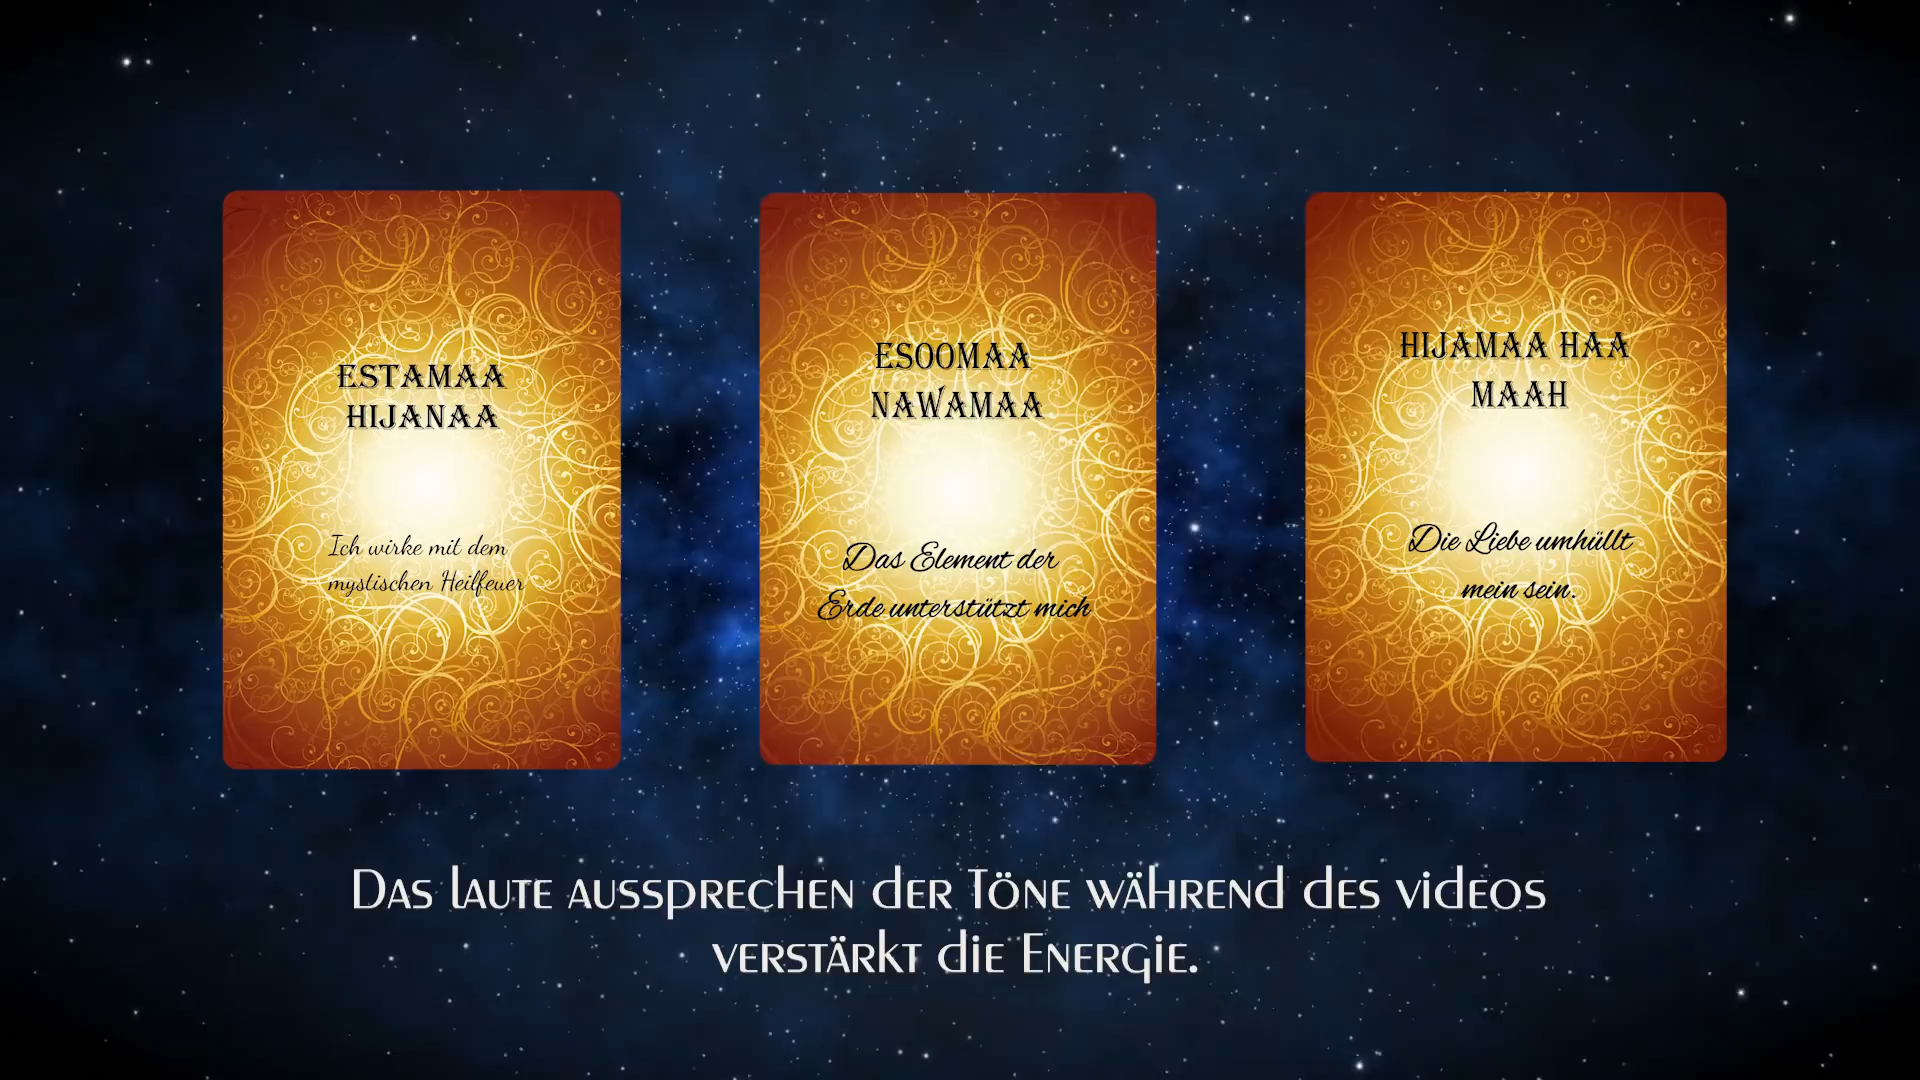 ESTAMAA
HIJANAA
Ich wirke mit dem
mystischen Heilfeuer
ESOOMAA
NAWAMAA
Das Element der
Erde unterstützt mich
HIJAMAA HAA
MAAH
Die Liebe umhüllt
mein sein.
Das laute aussprechen der Töne während des videos
verstärkt die Energie.